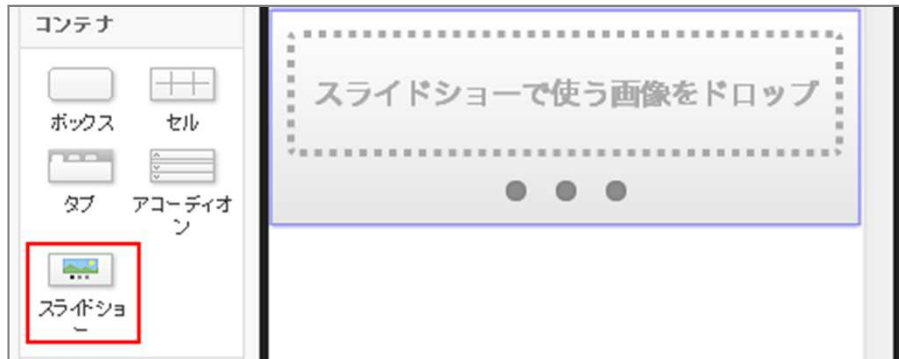 コンテナ
ボックス
セル
タブ
アコーディオ
ン
スライドショ
ー
スライドショーで使う画像をドロップ